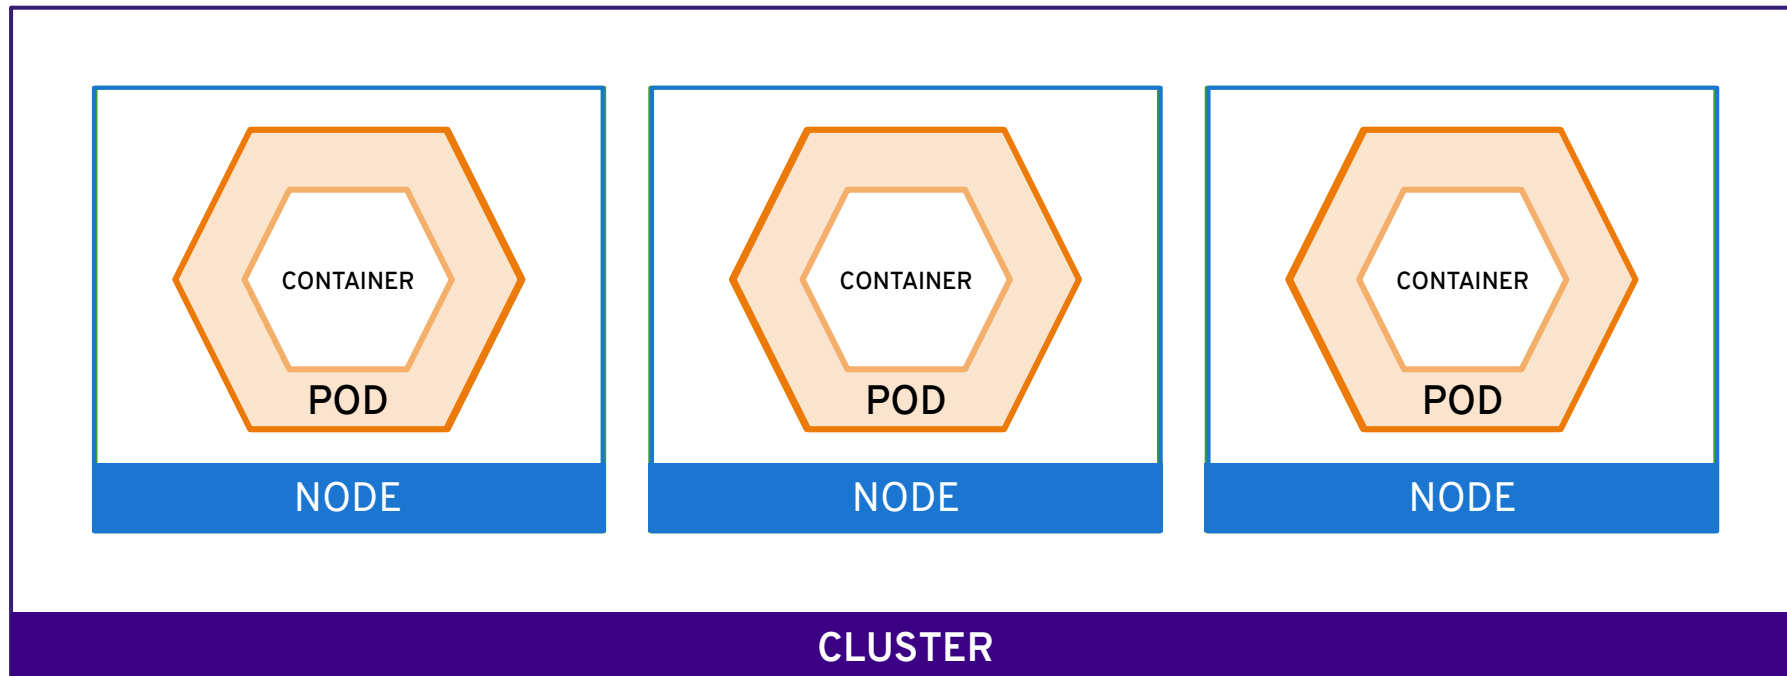 CONTAINER
POD
NODE
CONTAINER
POD
NODE
CONTAINER
POD
NODE
CLUSTER